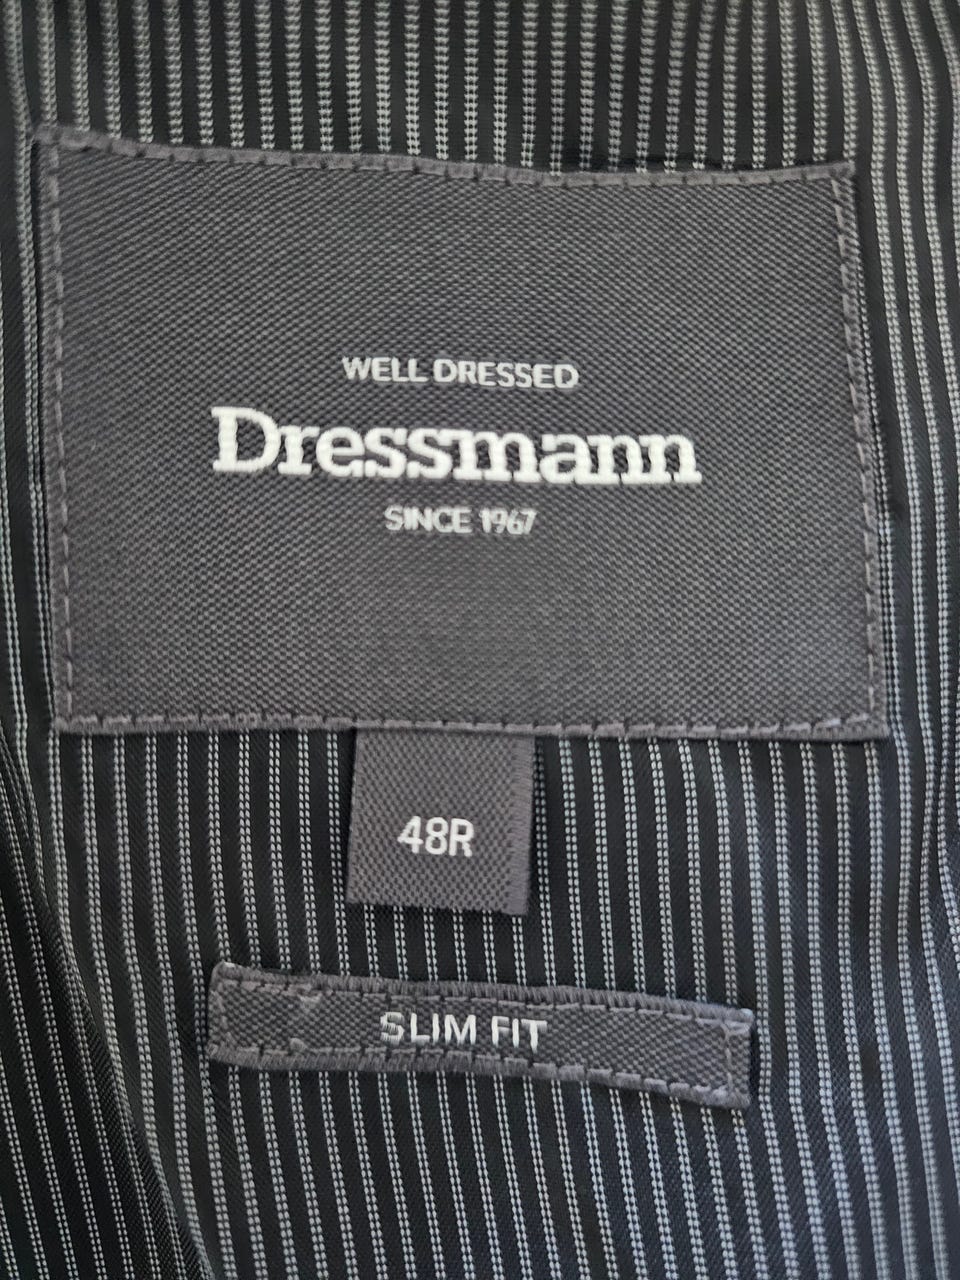 WELL DRESSED
Dressmann
SINCE 1967
48R
SLIM FIT